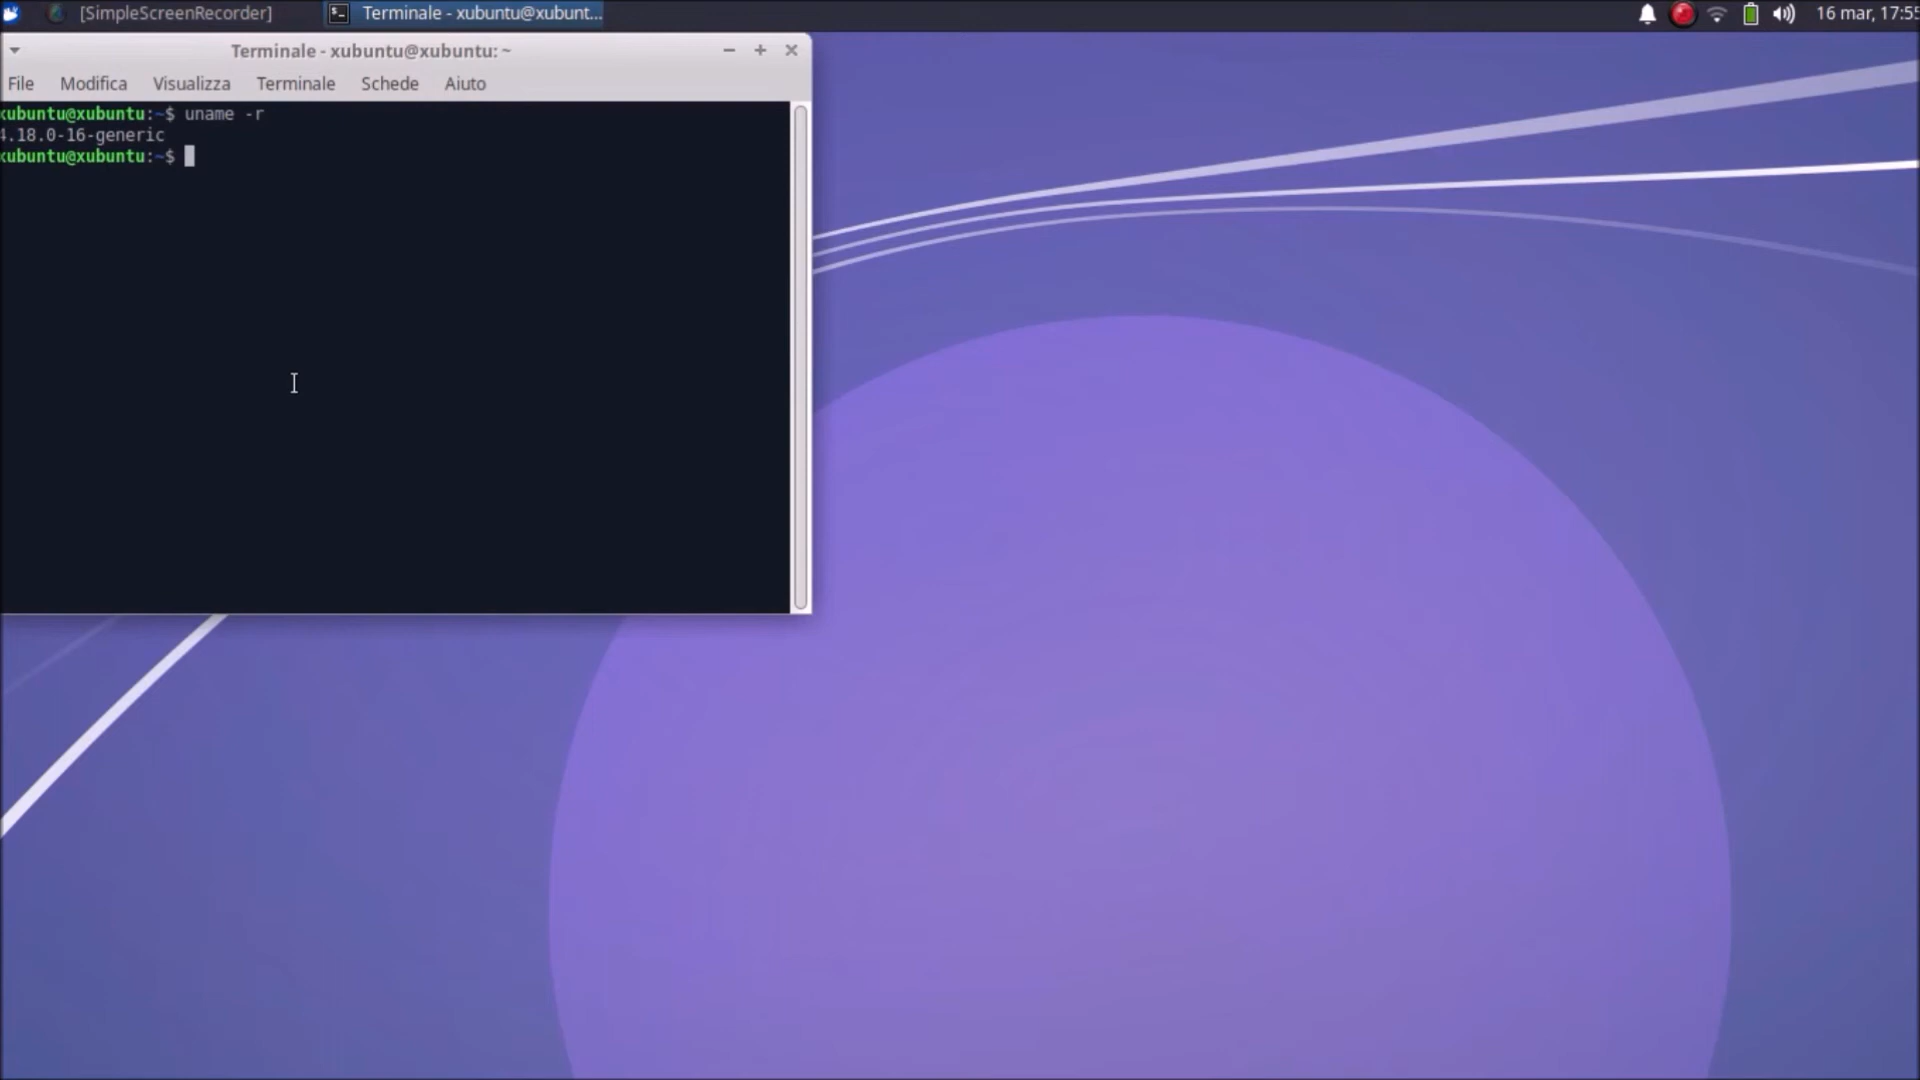 [SimpleScreenRecorder] Terminale - xubuntu@xubunt... 16 mar, 17:55
Terminale - xubuntu@xubuntu: ~
File Modifica Visualizza Terminale Schede Aiuto
xubuntu@xubuntu:~$ uname -r
4.18.0-16-generic
xubuntu@xubuntu:~$